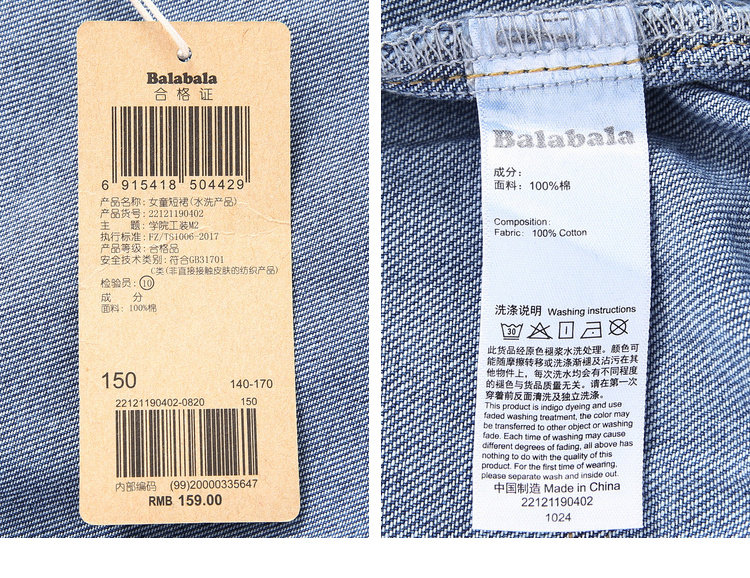 Balabala
合格证
6 915418 504429
产品名称: 女童短裙(水洗产品)
产品货号: 22121190402
主 题: 学院工装M2
执行标准: FZ/T81006-2017
产品等级: 合格品
安全技术类别: 符合GB31701
C类(非直接接触皮肤的纺织产品)
检验员: 10
成 分
面料: 100%棉
150 140-170
22121190402-0820 150
内部编码 (99)20000335647
RMB 159.00
Balabala
成分:
面料: 100%棉
Composition:
Fabric: 100% Cotton
洗涤说明 Washing instructions
30
此货品经原色褪浆水洗处理。颜色可
能随摩擦转移或洗涤渐褪及沾污在其
他物件上，每次洗水均会有不同程度
的褪色与货品质量无关。请在第一次
穿着前反面清洗及独立洗涤。
This product is indigo dyeing and use
faded washing treatment, the color may
be transferred to other object or washing
fade. Each time of washing may cause
different degrees of fading, all above has
nothing to do with the quality of this
product. For the first time of wearing,
please separate wash and inside out.
中国制造 Made in China
22121190402
1024